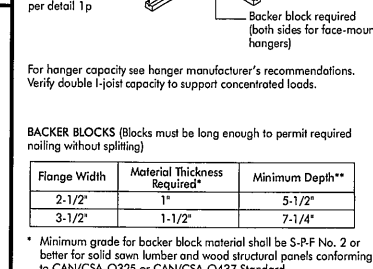 per detail 1p
Backer block required
(both sides for face-moun
hangers)
For hanger capacity see hanger manufacturer's recommendations.
Verify double I-joist capacity to support concentrated loads.
BACKER BLOCKS (Blocks must be long enough to permit required
nailing without splitting)
Flange Width Material Thickness Required* Minimum Depth**
2-1/2" 1" 5-1/2"
3-1/2" 1-1/2" 7-1/4"
* Minimum grade for backer block material shall be S-P-F No. 2 or
better for solid sawn lumber and wood structural panels conforming
to CAN/CSA-O325 or CAN/CSA-O437 Standard